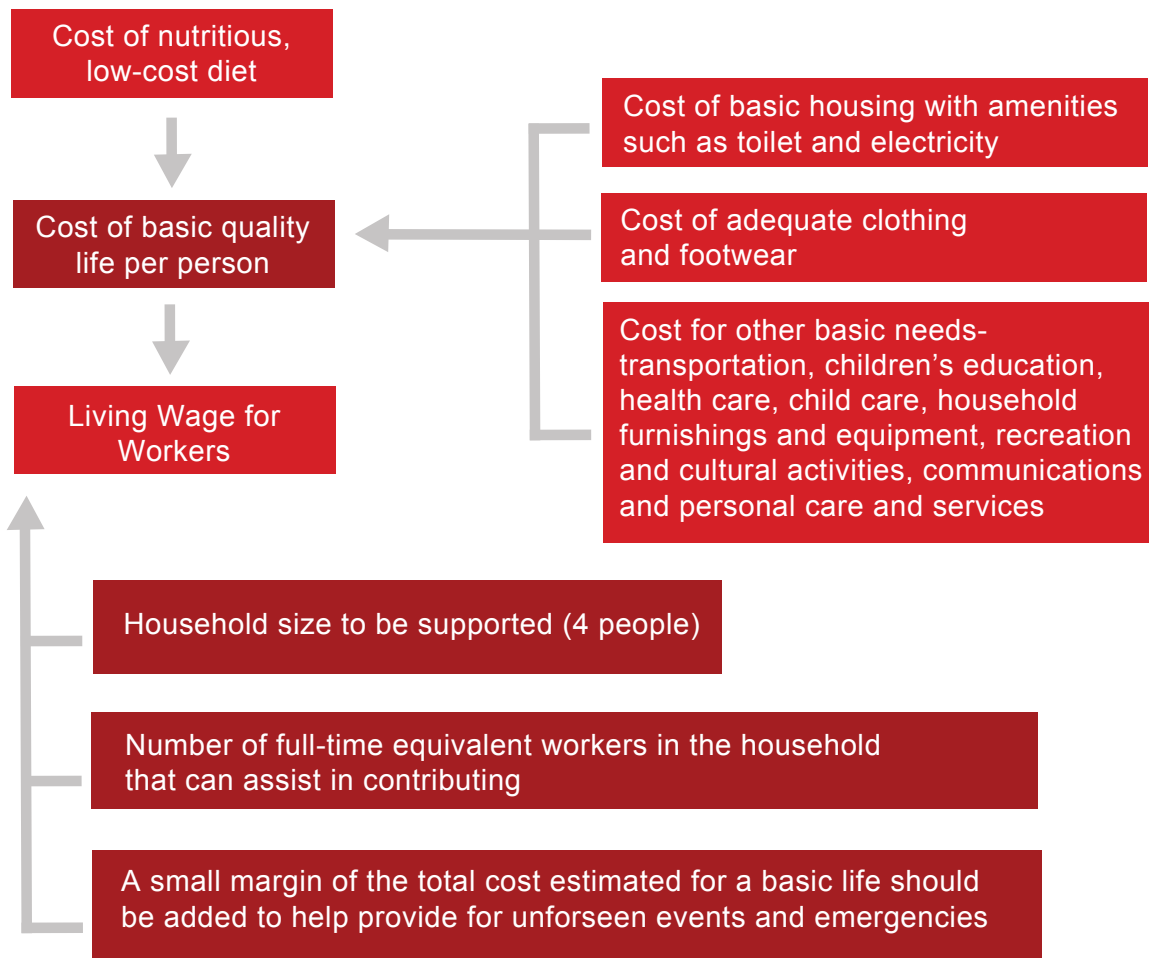 Cost of nutritious,
low-cost diet
Cost of basic quality
life per person
Living Wage for
Workers
Cost of basic housing with amenities
such as toilet and electricity
Cost of adequate clothing
and footwear
Cost for other basic needs-
transportation, children’s education,
health care, child care, household
furnishings and equipment, recreation
and cultural activities, communications
and personal care and services
Household size to be supported (4 people)
Number of full-time equivalent workers in the household
that can assist in contributing
A small margin of the total cost estimated for a basic life should
be added to help provide for unforseen events and emergencies